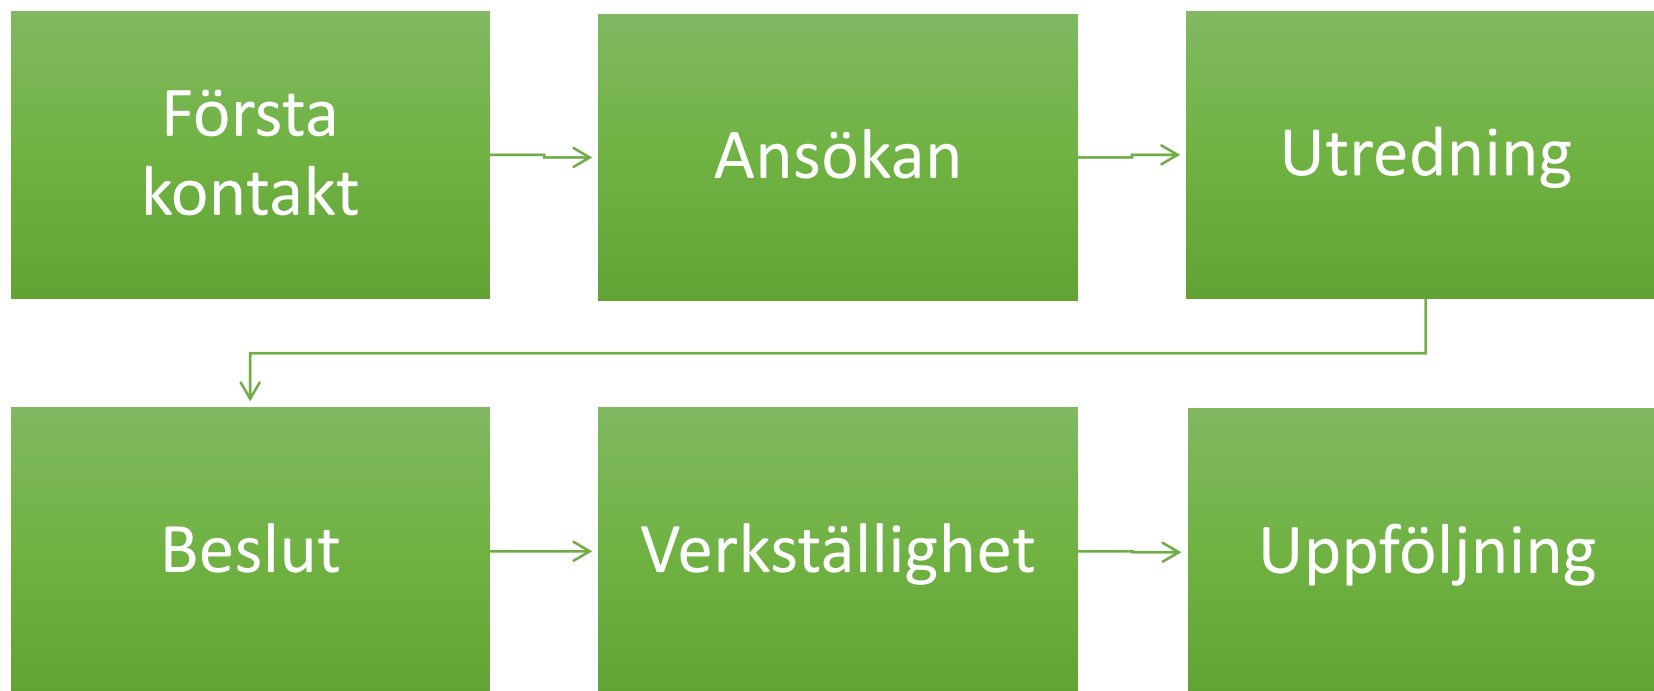 Första
kontakt
Ansökan
Utredning
Beslut
Verkställighet
Uppföljning